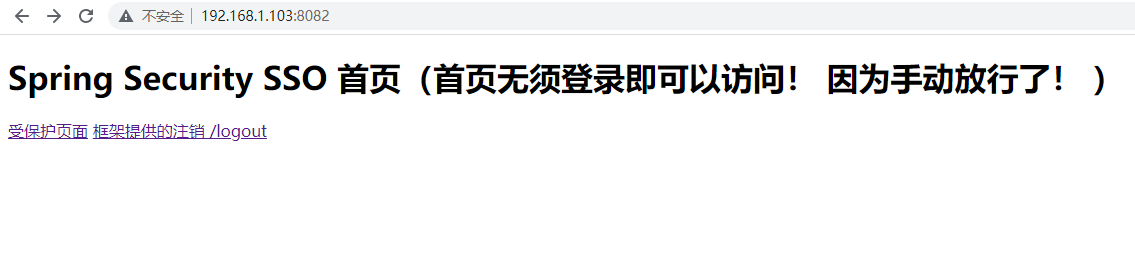 不安全 | 192.168.1.103:8082
Spring Security SSO 首页（首页无须登录即可以访问！ 因为手动放行了！ ）
受保护页面 框架提供的注销 /logout